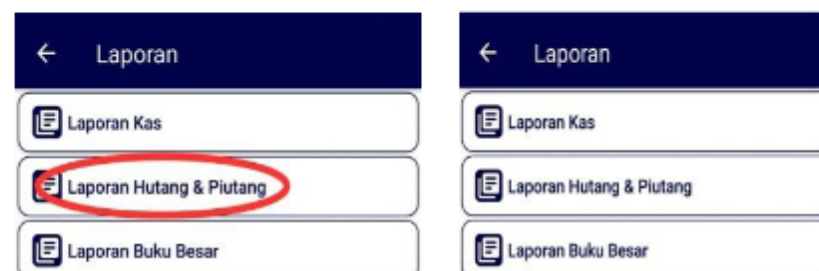 Laporan
Laporan Kas
Laporan Hutang & Piutang
Laporan Buku Besar
Laporan
Laporan Kas
Laporan Hutang & Piutang
Laporan Buku Besar